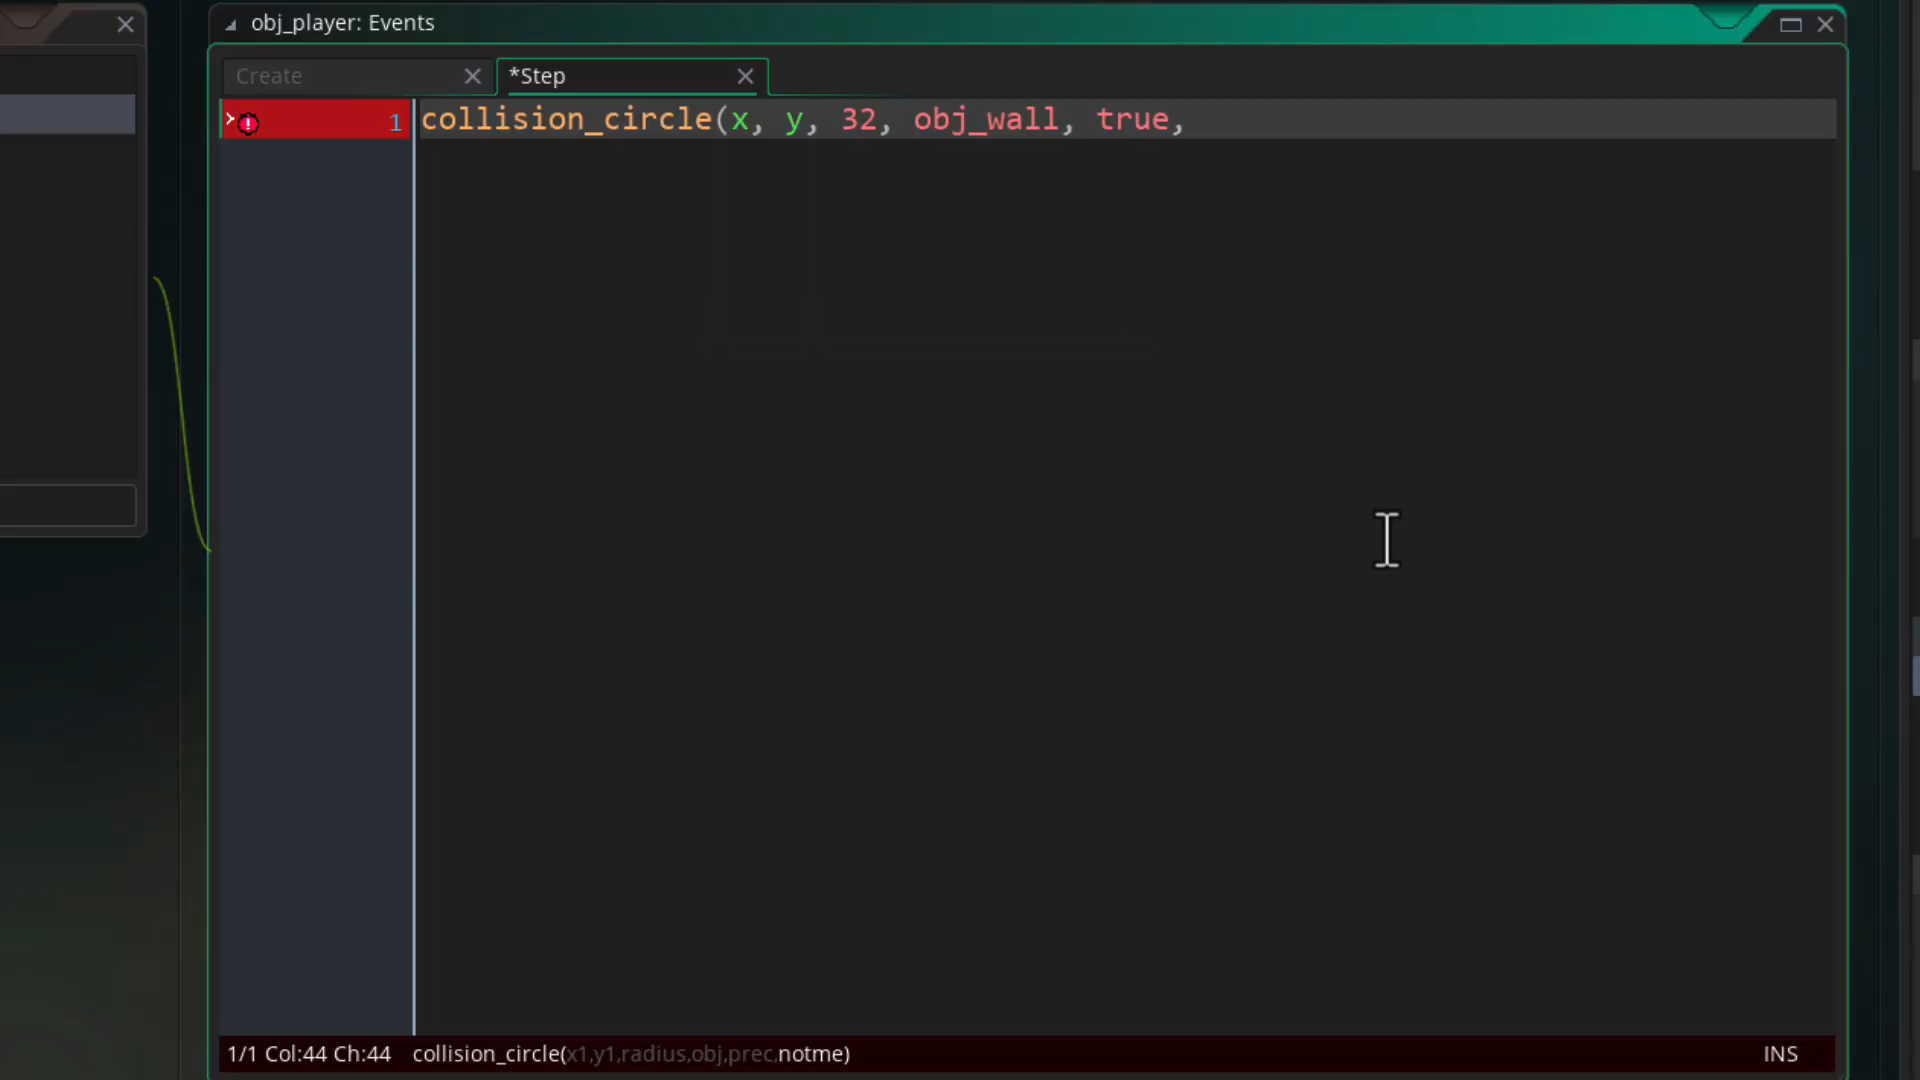 obj_player: Events
Create
*Step
1
collision_circle(x, y, 32, obj_wall, true,
1/1 Col:44 Ch:44 collision_circle(x1,y1,radius,obj,prec,notme) INS